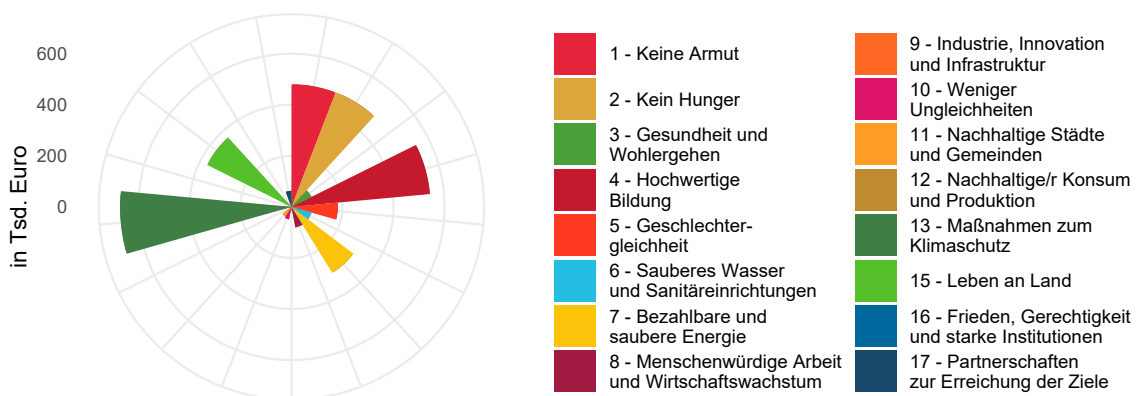 600
400
200
0
in Tsd. Euro
1 - Keine Armut
2 - Kein Hunger
3 - Gesundheit und
Wohlergehen
4 - Hochwertige
Bildung
5 - Geschlechter-
gleichheit
6 - Sauberes Wasser
und Sanitäreinrichtungen
7 - Bezahlbare und
saubere Energie
8 - Menschenwürdige Arbeit
und Wirtschaftswachstum
9 - Industrie, Innovation
und Infrastruktur
10 - Weniger
Ungleichheiten
11 - Nachhaltige Städte
und Gemeinden
12 - Nachhaltige/r Konsum
und Produktion
13 - Maßnahmen zum
Klimaschutz
15 - Leben an Land
16 - Frieden, Gerechtigkeit
und starke Institutionen
17 - Partnerschaften
zur Erreichung der Ziele